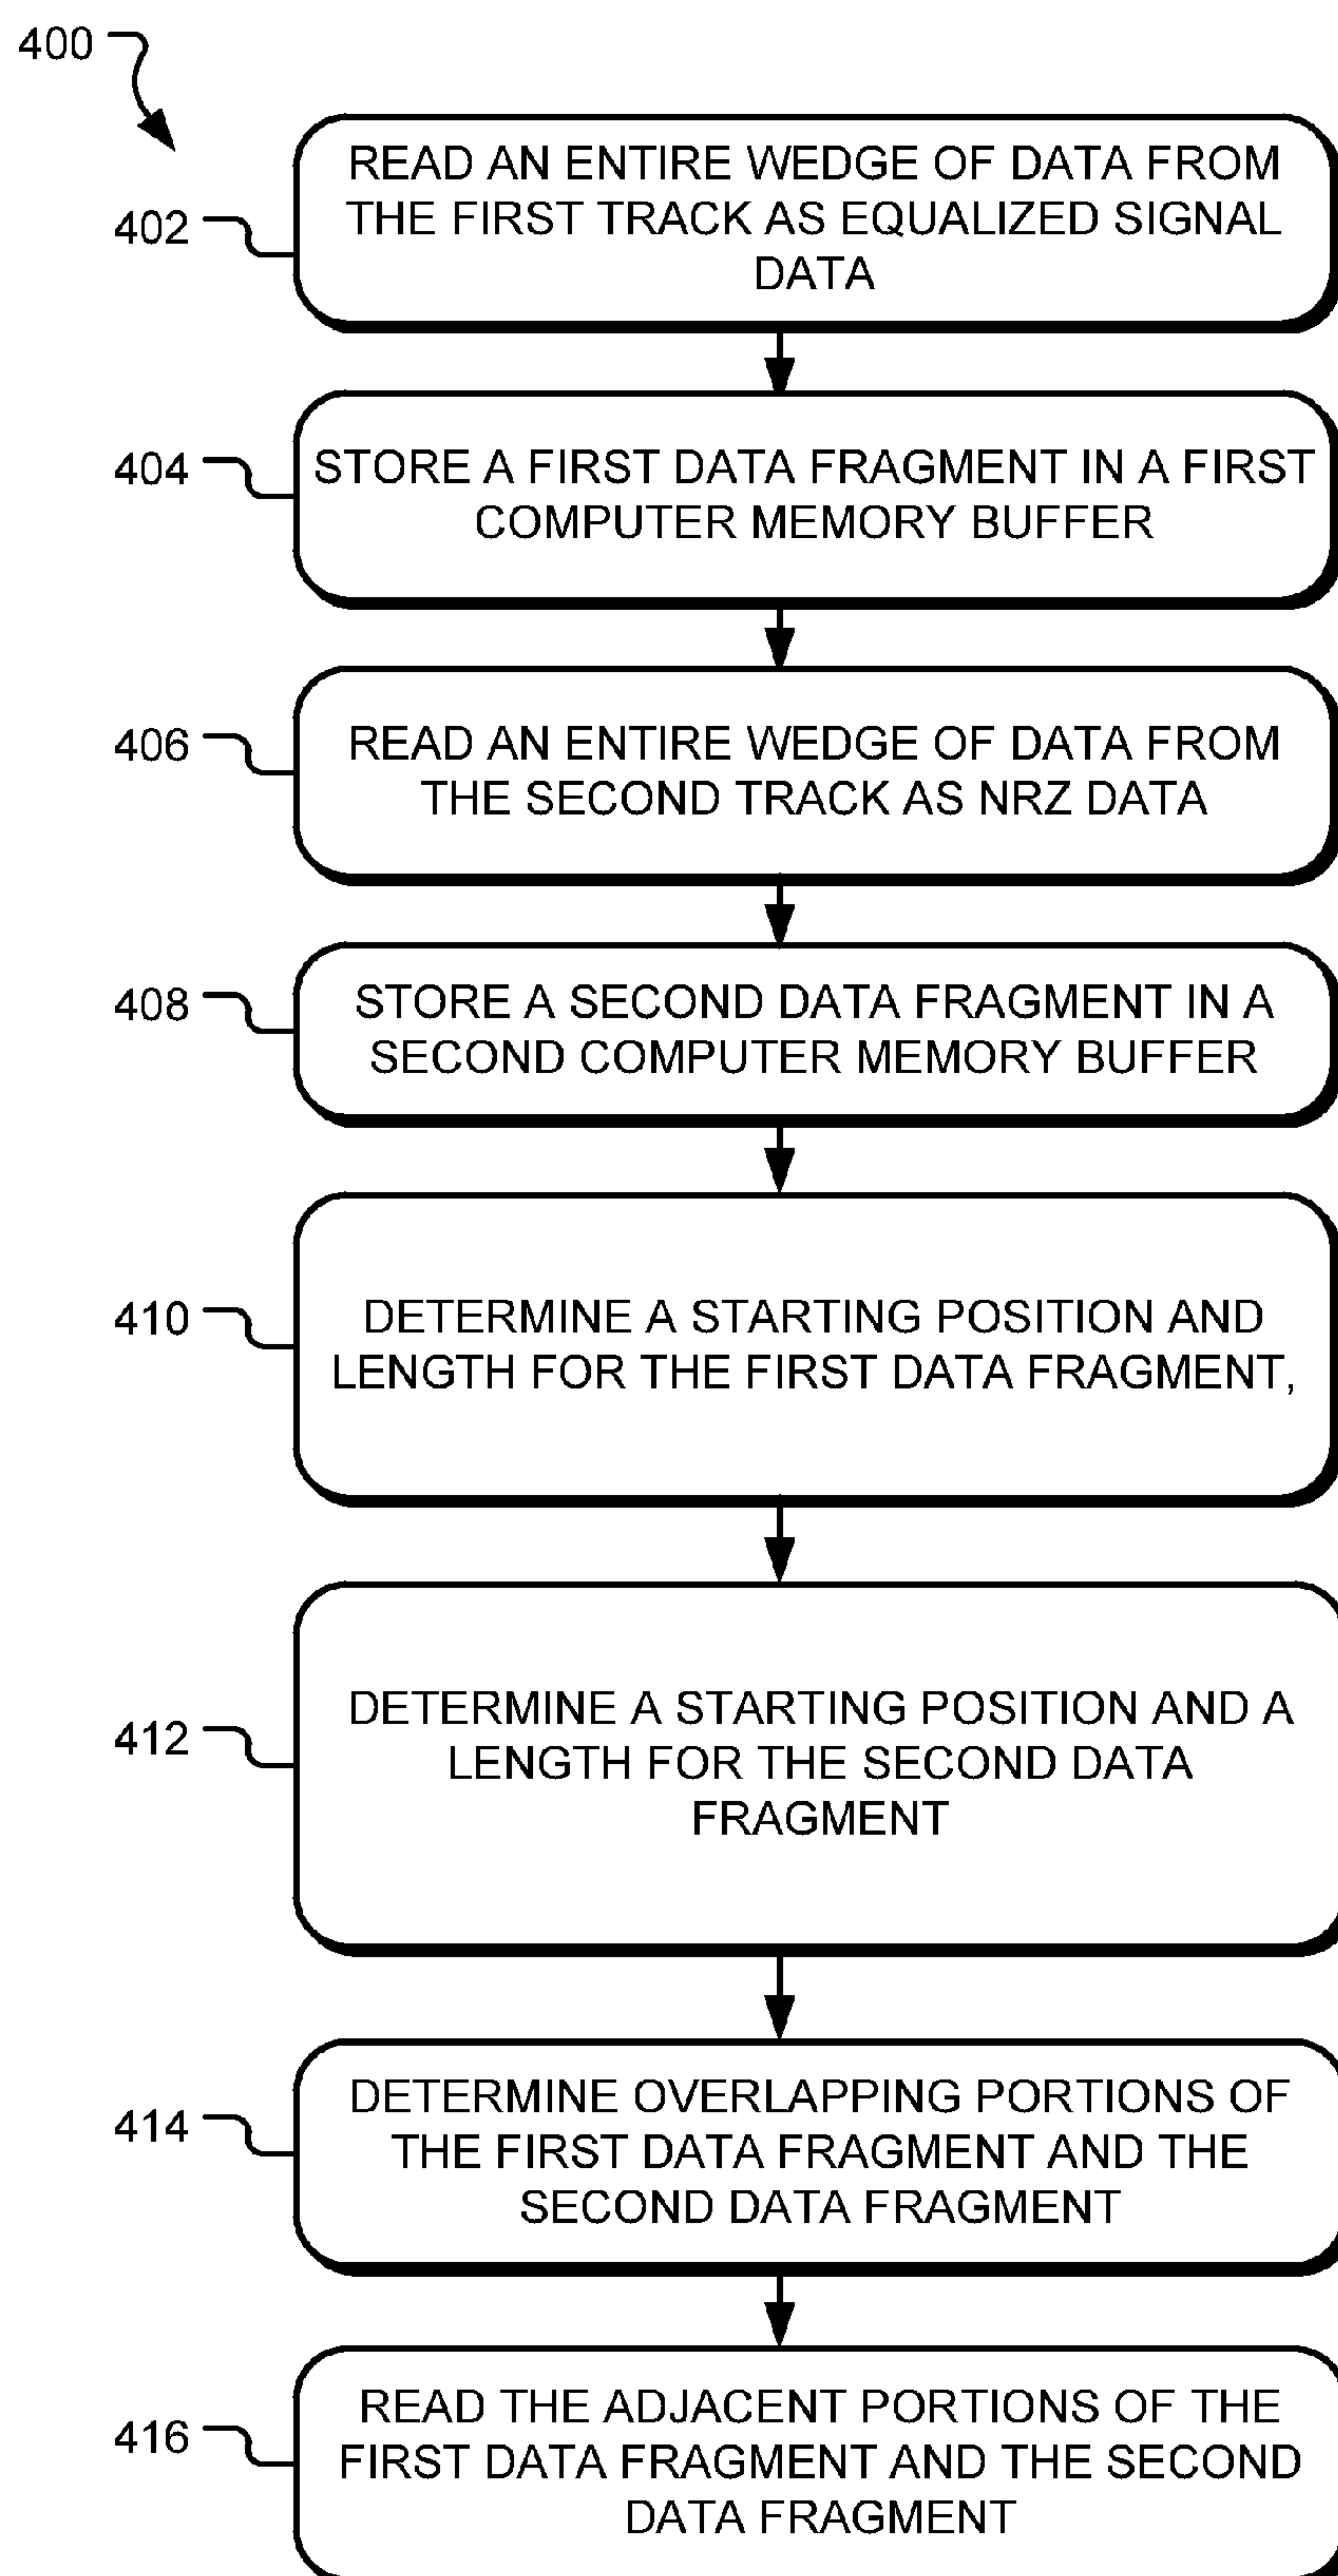 400
402
READ AN ENTIRE WEDGE OF DATA FROM
THE FIRST TRACK AS EQUALIZED SIGNAL
DATA
404
STORE A FIRST DATA FRAGMENT IN A FIRST
COMPUTER MEMORY BUFFER
406
READ AN ENTIRE WEDGE OF DATA FROM
THE SECOND TRACK AS NRZ DATA
408
STORE A SECOND DATA FRAGMENT IN A
SECOND COMPUTER MEMORY BUFFER
410
DETERMINE A STARTING POSITION AND
LENGTH FOR THE FIRST DATA FRAGMENT,
412
DETERMINE A STARTING POSITION AND A
LENGTH FOR THE SECOND DATA
FRAGMENT
414
DETERMINE OVERLAPPING PORTIONS OF
THE FIRST DATA FRAGMENT AND THE
SECOND DATA FRAGMENT
416
READ THE ADJACENT PORTIONS OF THE
FIRST DATA FRAGMENT AND THE SECOND
DATA FRAGMENT